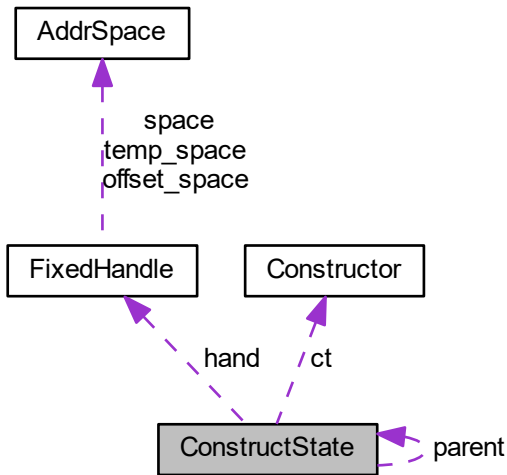 AddrSpace
space
temp_space
offset_space
FixedHandle
Constructor
hand
ct
ConstructState
parent